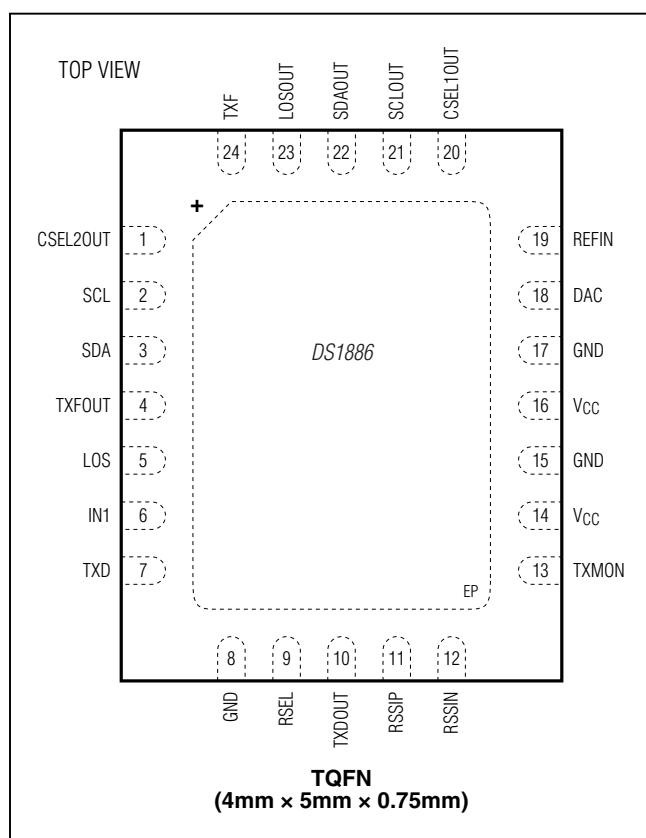 TOP VIEW
TXF
LOSOUT
SDAOUT
SCLOUT
CSEL1OUT
24 23 22 21 20
+
CSEL2OUT 1
SCL 2
SDA 3
TXFOUT 4
LOS 5
IN1 6
TXD 7
DS1886
19 REFIN
18 DAC
17 GND
16 VCC
15 GND
14 VCC
13 TXMON
EP
8 9 10 11 12
GND
RSEL
TXDOUT
RSSIP
RSSIN
TQFN
(4mm × 5mm × 0.75mm)